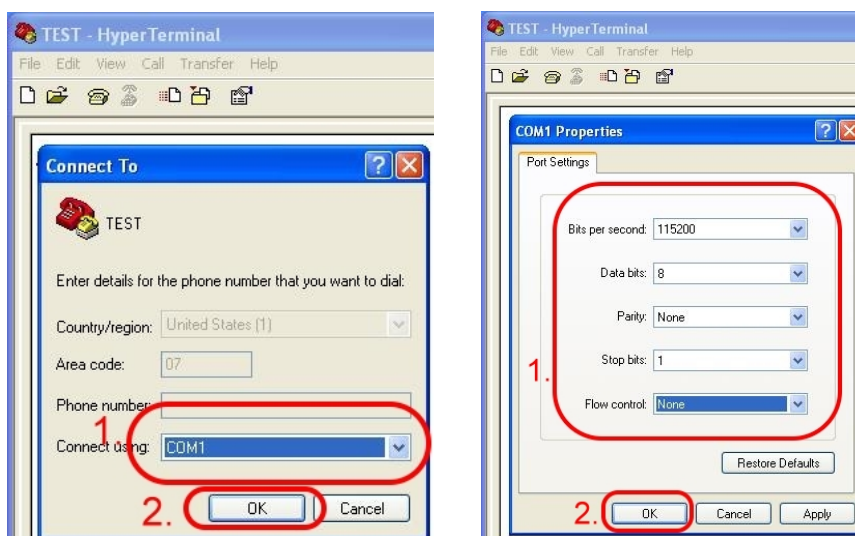 TEST - HyperTerminal
File Edit View Call Transfer Help
Connect To
TEST
Enter details for the phone number that you want to dial:
Country/region: United States (1)
Area code: 07
Phone number:
1.
Connect using: COM1
2. OK Cancel
TEST - HyperTerminal
File Edit View Call Transfer Help
COM1 Properties
Port Settings
Bits per second: 115200
Data bits: 8
Parity: None
Stop bits: 1
1.
Flow control: None
Restore Defaults
2. OK Cancel Apply